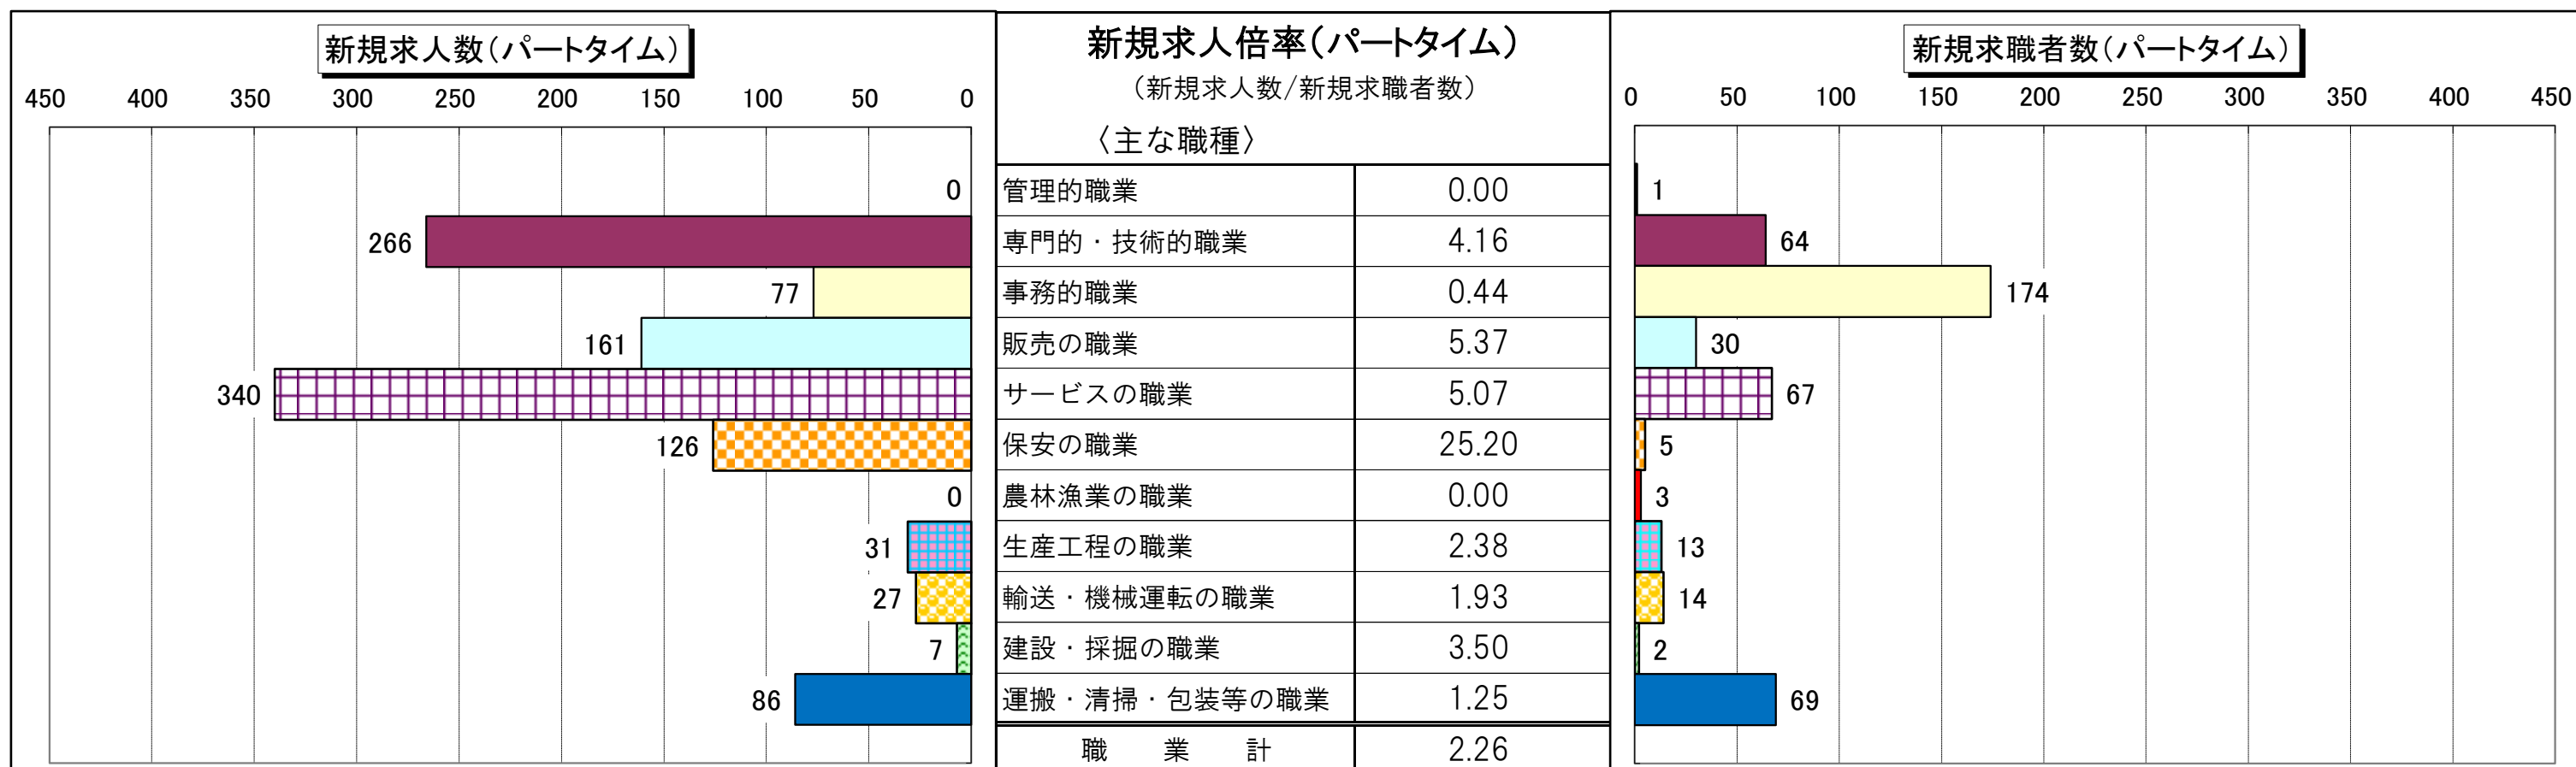 新規求人数(パートタイム)
450 400 350 300 250 200 150 100 50 0
0
266
77
161
340
126
0
31
27
7
86
新規求人倍率(パートタイム)
(新規求人数/新規求職者数)
〈主な職種〉
管理的職業 0.00
専門的・技術的職業 4.16
事務的職業 0.44
販売の職業 5.37
サービスの職業 5.07
保安の職業 25.20
農林漁業の職業 0.00
生産工程の職業 2.38
輸送・機械運転の職業 1.93
建設・採掘の職業 3.50
運搬・清掃・包装等の職業 1.25
職 業 計 2.26
新規求職者数(パートタイム)
0 50 100 150 200 250 300 350 400 450
1
64
174
30
67
5
3
13
14
2
69